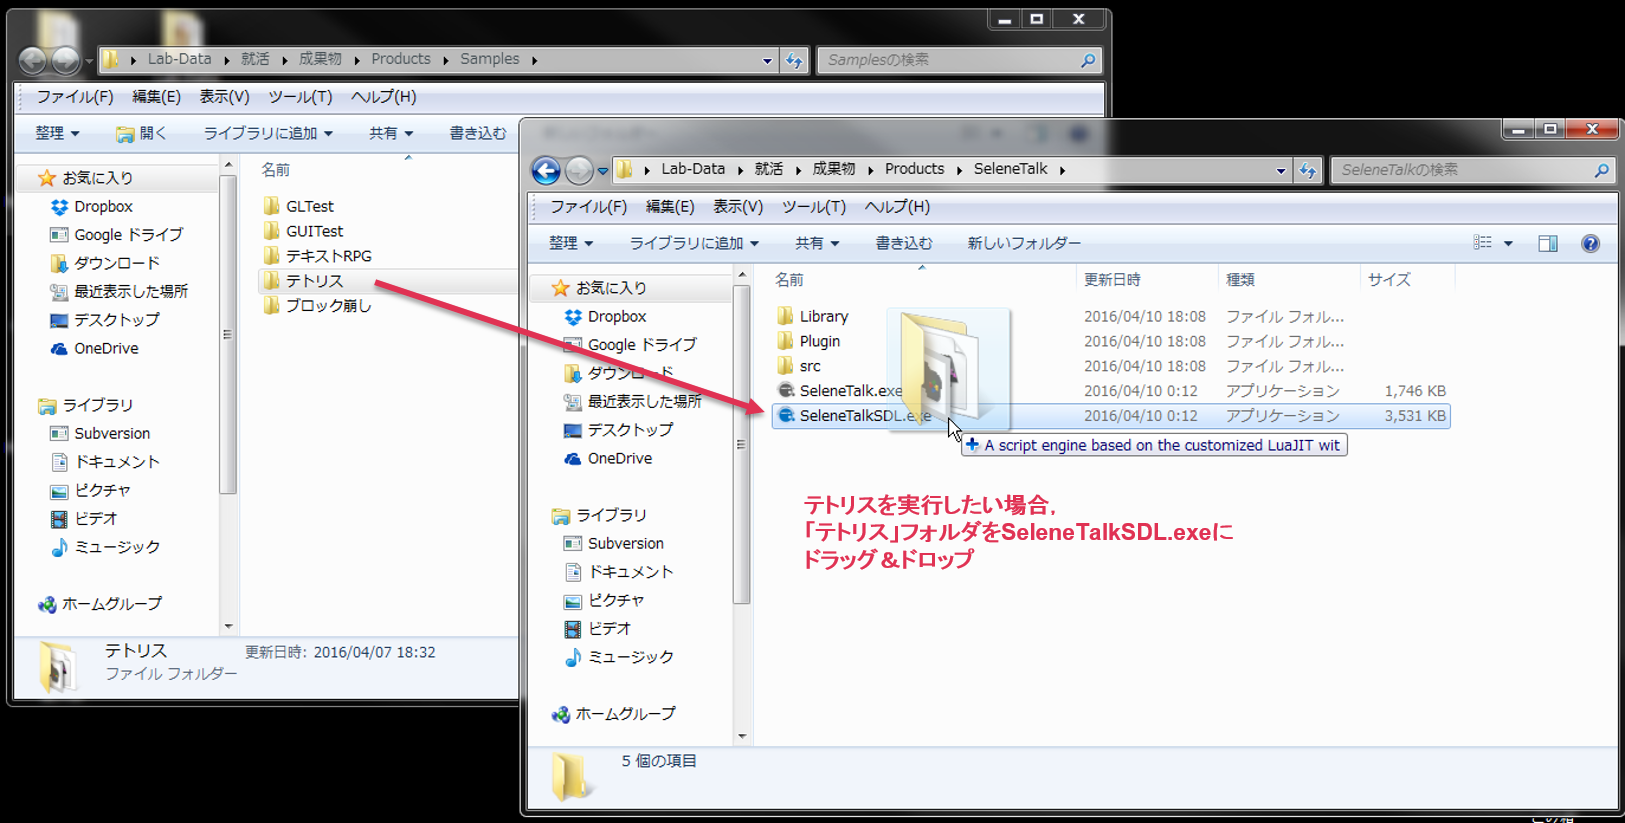 Lab-Data 就活 成果物 Products Samples
Samplesの検索
ファイル(F) 編集(E) 表示(V) ツール(T) ヘルプ(H)
整理 開く ライブラリに追加 共有 書き込む
お気に入り
Dropbox
Google ドライブ
ダウンロード
最近表示した場所
デスクトップ
OneDrive
ライブラリ
Subversion
ドキュメント
ピクチャ
ビデオ
ミュージック
ホームグループ
名前
GLTest
GUITest
テキストRPG
テトリス
ブロック崩し
テトリス 更新日時: 2016/04/07 18:32
ファイル フォルダー
Lab-Data 就活 成果物 Products SeleneTalk
SeleneTalkの検索
ファイル(F) 編集(E) 表示(V) ツール(T) ヘルプ(H)
整理 ライブラリに追加 共有 書き込む 新しいフォルダー
お気に入り
Dropbox
Google ドライブ
ダウンロード
最近表示した場所
デスクトップ
OneDrive
ライブラリ
Subversion
ドキュメント
ピクチャ
ビデオ
ミュージック
ホームグループ
名前 更新日時 種類 サイズ
Library 2016/04/10 18:08 ファイル フォル...
Plugin 2016/04/10 18:08 ファイル フォル...
src 2016/04/10 18:08 ファイル フォル...
SeleneTalk.exe 2016/04/10 0:12 アプリケーション 1,746 KB
SeleneTalkSDL.exe 2016/04/10 0:12 アプリケーション 3,531 KB
A script engine based on the customized LuaJIT wit
テトリスを実行したい場合,
「テトリス」フォルダをSeleneTalkSDL.exeに
ドラッグ&ドロップ
5 個の項目